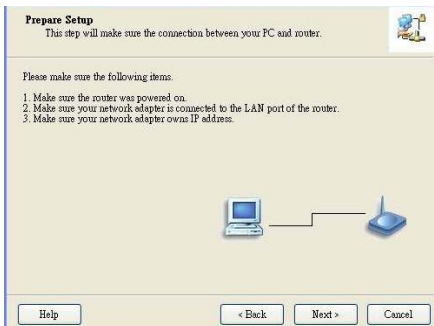 Prepare Setup
This step will make sure the connection between your PC and router.
Please make sure the following items.
1. Make sure the router was powered on.
2. Make sure your network adapter is connected to the LAN port of the router.
3. Make sure your network adapter owns IP address.
Help
< Back
Next >
Cancel